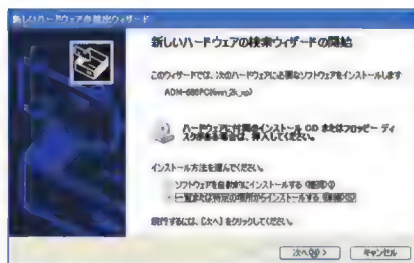 新しいハードウェアの検出ウィザード
新しいハードウェアの検索ウィザードの開始
このウィザードでは、次のハードウェアに必要なソフトウェアをインストールします
ハードウェアに付属のインストール CD またはフロッピー ディ
スクがある場合は、挿入してください。
インストール方法を選んでください。
ソフトウェアを自動的にインストールする (推奨)(I)
一覧または特定の場所からインストールする (詳細)(S)
続行するには、[次へ] をクリックしてください。
次へ(N) >
キャンセル